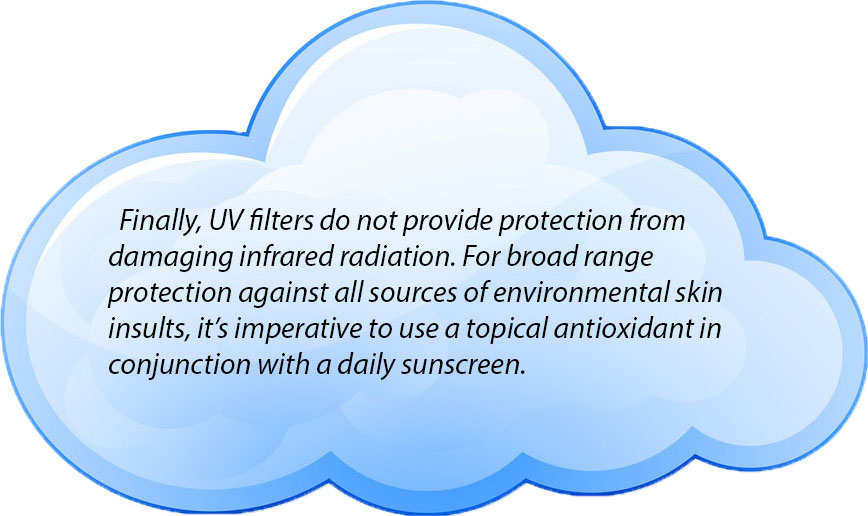 Finally, UV filters do not provide protection from
damaging infrared radiation. For broad range
protection against all sources of environmental skin
insults, it’s imperative to use a topical antioxidant in
conjunction with a daily sunscreen.